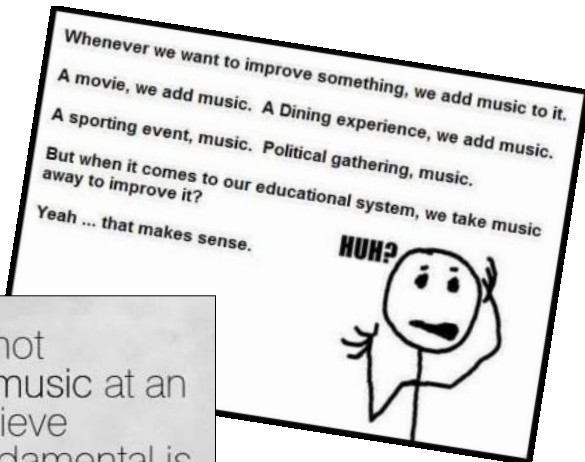 Whenever we want to improve something, we add music to it.
A movie, we add music. A Dining experience, we add music.
A sporting event, music. Political gathering, music.
But when it comes to our educational system, we take music
away to improve it?
Yeah ... that makes sense.
HUH?
not
music at an
ieve
damental is